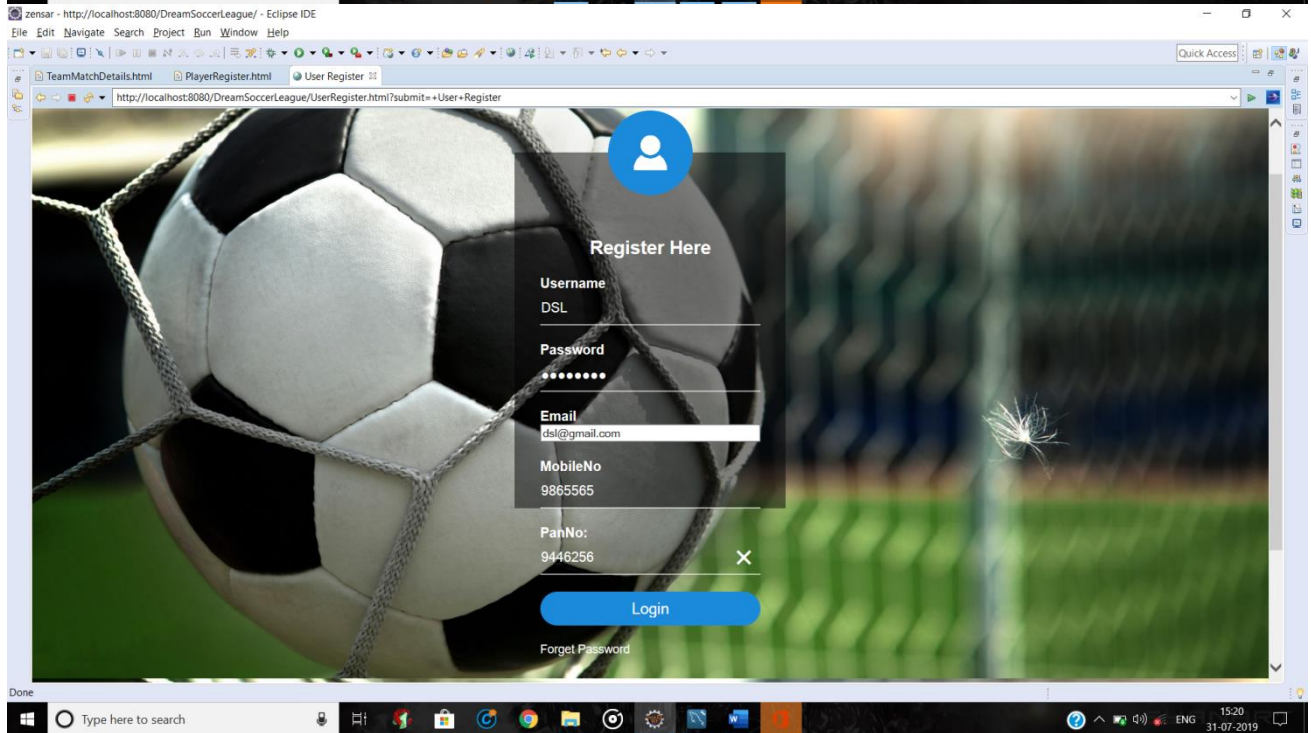 zensar - http://localhost:8080/DreamSoccerLeague/ - Eclipse IDE
File Edit Navigate Search Project Run Window Help
Quick Access
TeamMatchDetails.html PlayerRegister.html User Register
http://localhost:8080/DreamSoccerLeague/UserRegister.html?submit=+User+Register
Register Here
Username
DSL
Password
••••••••
Email
dsl@gmail.com
MobileNo
9865565
PanNo:
9446256
Login
Forget Password
Done
Type here to search
ENG
15:20
31-07-2019